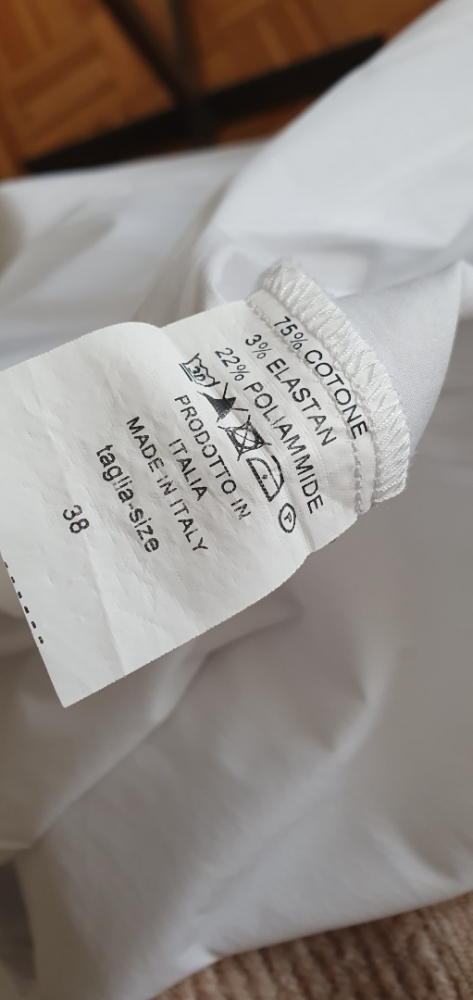 75% COTONE
3% ELASTAN
22% POLIAMMIDE
P
PRODOTTO IN
ITALIA
MADE IN ITALY
taglia-size
38